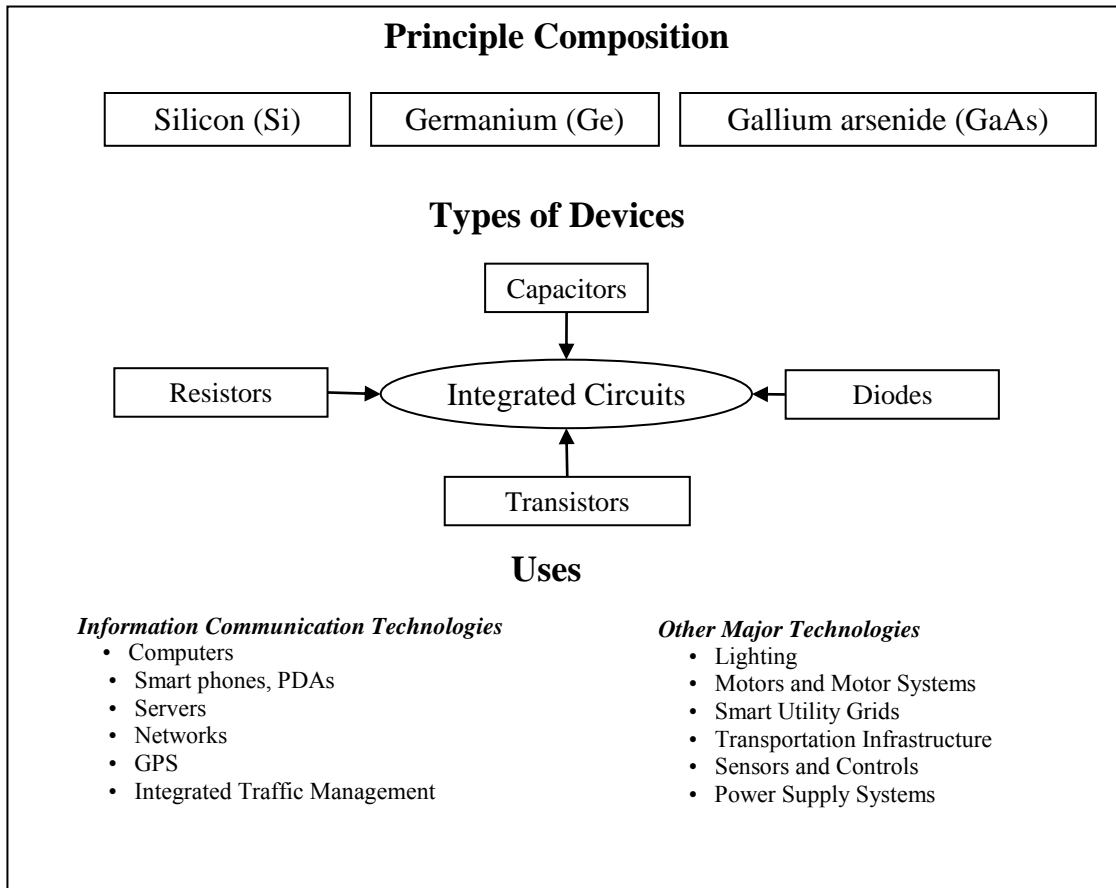 Principle Composition
Silicon (Si)
Germanium (Ge)
Gallium arsenide (GaAs)
Types of Devices
Capacitors
Resistors
Integrated Circuits
Diodes
Transistors
Uses
Information Communication Technologies
• Computers
• Smart phones, PDAs
• Servers
• Networks
• GPS
• Integrated Traffic Management
Other Major Technologies
• Lighting
• Motors and Motor Systems
• Smart Utility Grids
• Transportation Infrastructure
• Sensors and Controls
• Power Supply Systems